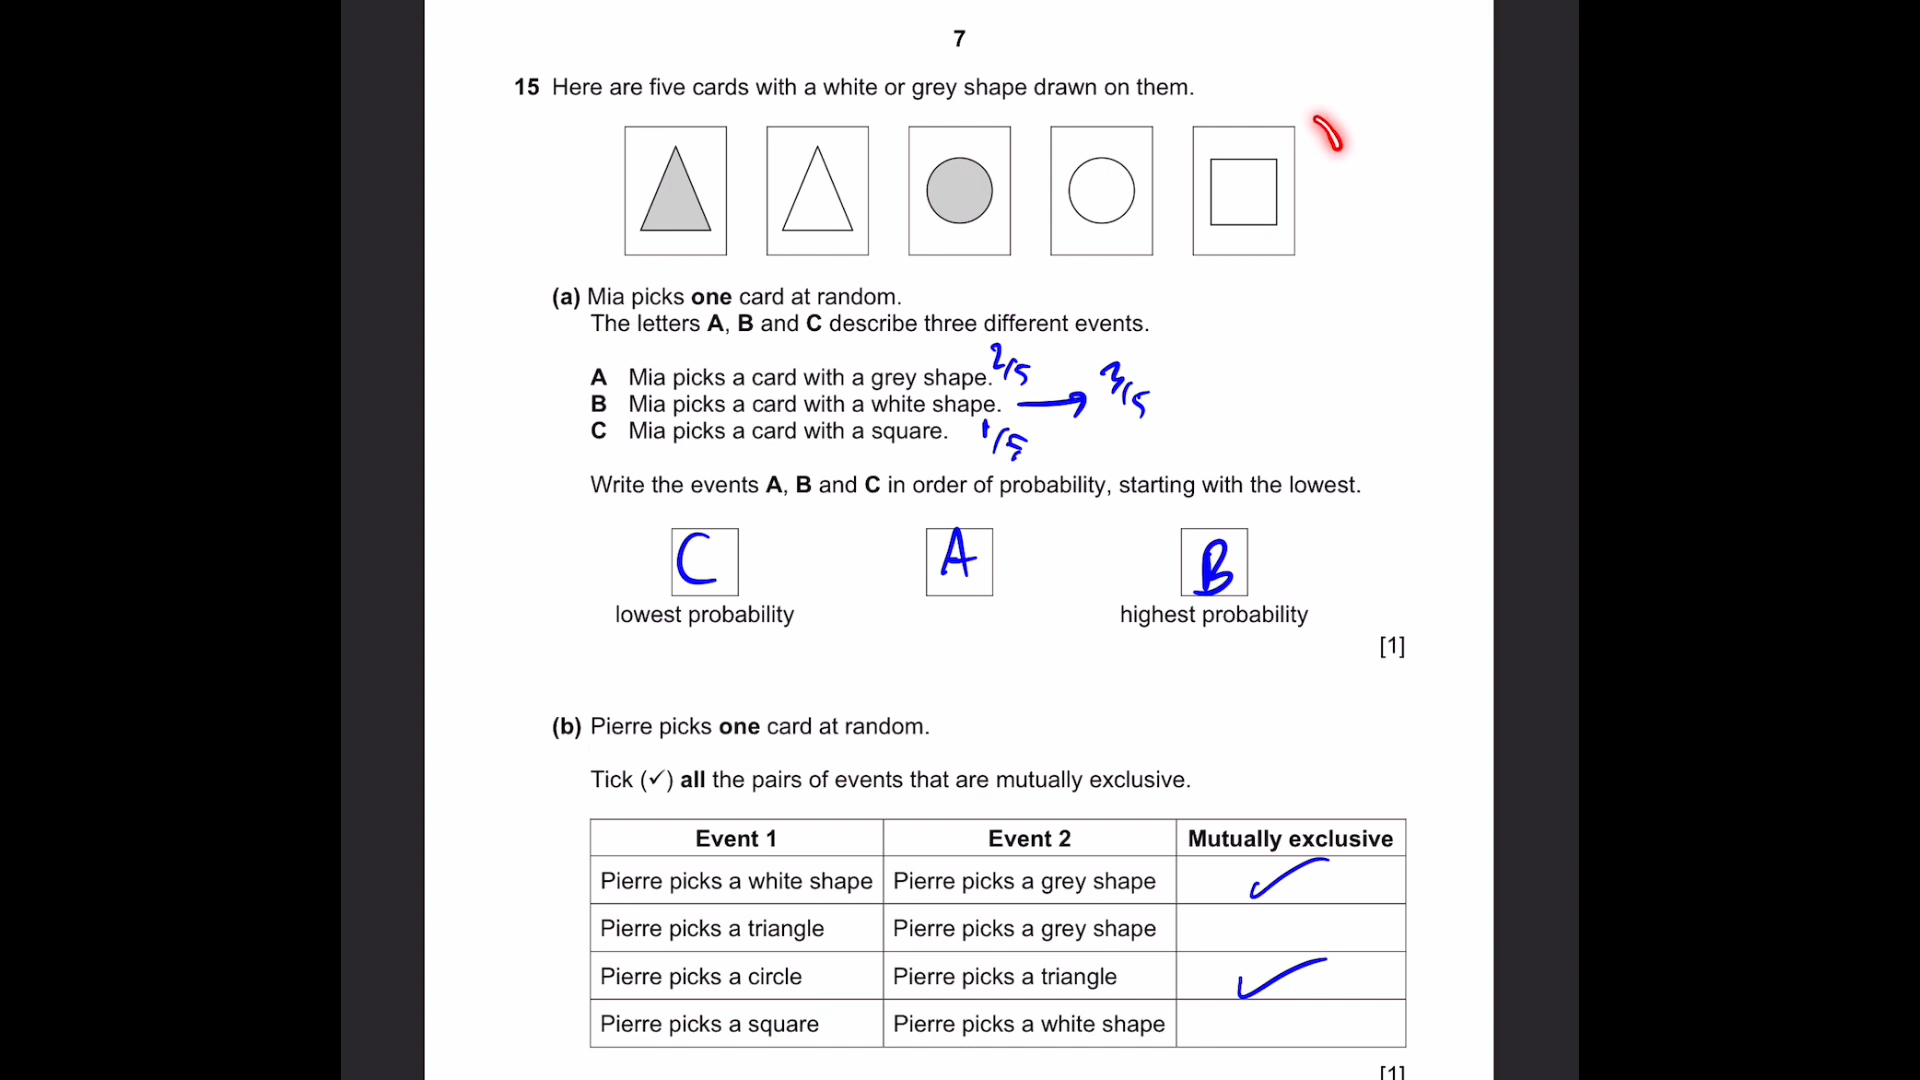 7
15 Here are five cards with a white or grey shape drawn on them.
(a) Mia picks one card at random.
The letters A, B and C describe three different events.
A Mia picks a card with a grey shape. 2/5
B Mia picks a card with a white shape. → 3/5
C Mia picks a card with a square. 1/5
Write the events A, B and C in order of probability, starting with the lowest.
C A B
lowest probability highest probability
[1]
(b) Pierre picks one card at random.
Tick (✓) all the pairs of events that are mutually exclusive.
Event 1 Event 2 Mutually exclusive
Pierre picks a white shape Pierre picks a grey shape ✓
Pierre picks a triangle Pierre picks a grey shape
Pierre picks a circle Pierre picks a triangle ✓
Pierre picks a square Pierre picks a white shape
[1]